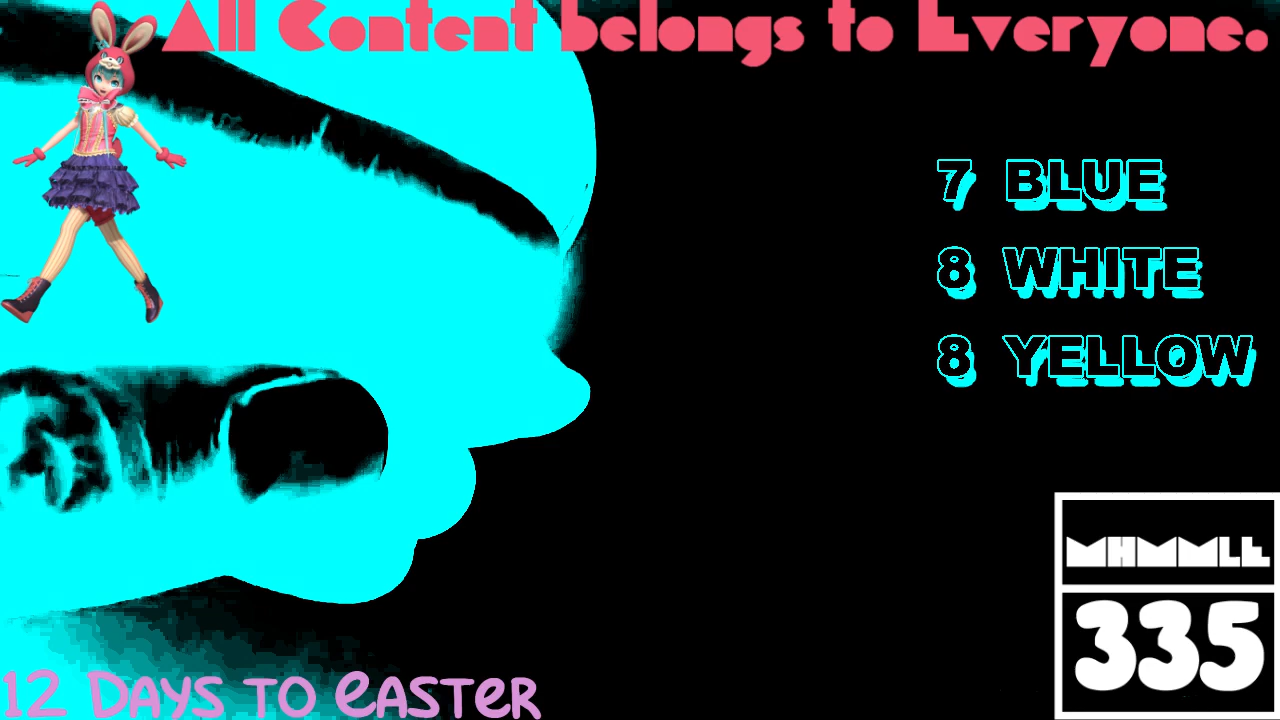 All Content belongs to Everyone.
7 BLUE
8 WHITE
8 YELLOW
MHMMLE
335
12 DAYS TO EASTER